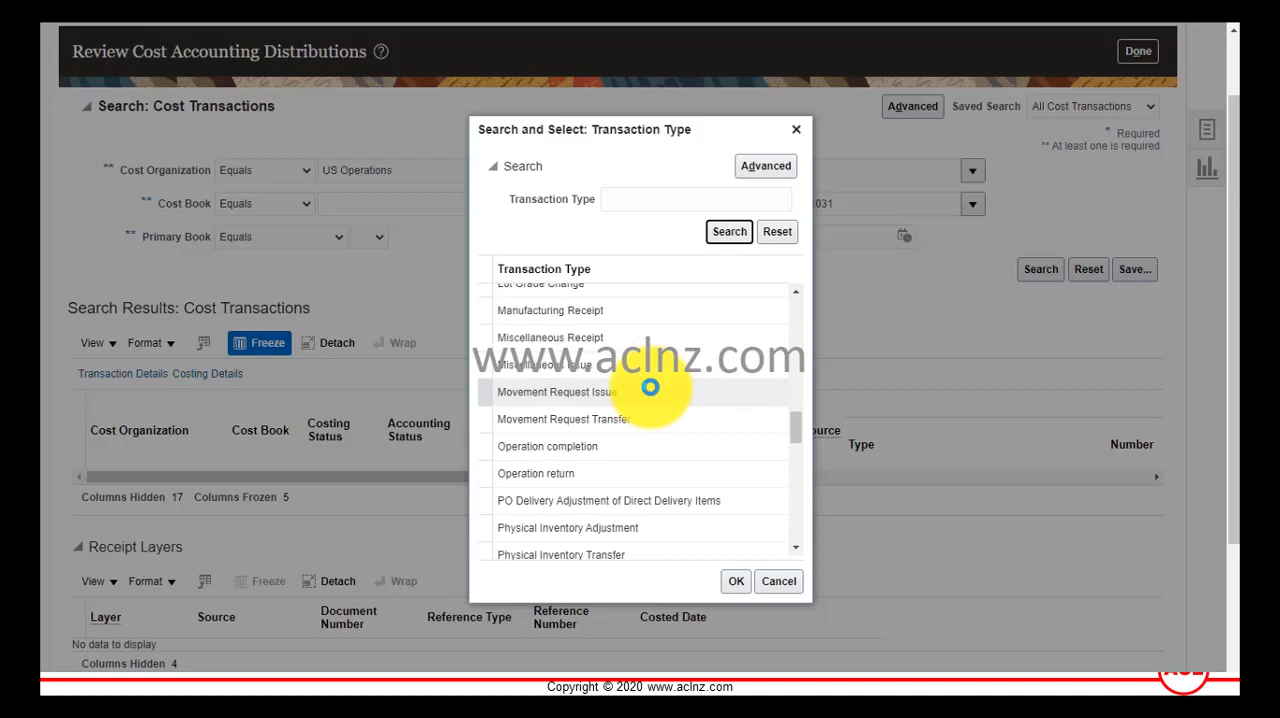 Review Cost Accounting Distributions
Done
Search: Cost Transactions
Advanced Saved Search All Cost Transactions
* Required
** At least one is required
** Cost Organization Equals US Operations
** Cost Book Equals 1031
** Primary Book Equals
Search Reset Save...
Search Results: Cost Transactions
View Format Freeze Detach Wrap
Transaction Details Costing Details
Cost Organization Cost Book Costing Status Accounting Status Type Number
Columns Hidden 17 Columns Frozen 5
Receipt Layers
View Format Freeze Detach Wrap
Layer Source Document Number Reference Type Reference Number Costed Date
No data to display.
Columns Hidden 4
Search and Select: Transaction Type
Search
Advanced
Transaction Type
Search Reset
Transaction Type
Lot Grade Change
Manufacturing Receipt
Miscellaneous Receipt
Miscellaneous Issue
Movement Request Issue
Movement Request Transfer
Operation completion
Operation return
PO Delivery Adjustment of Direct Delivery Items
Physical Inventory Adjustment
Physical Inventory Transfer
OK Cancel
www.aclnz.com
Copyright © 2020 www.aclnz.com